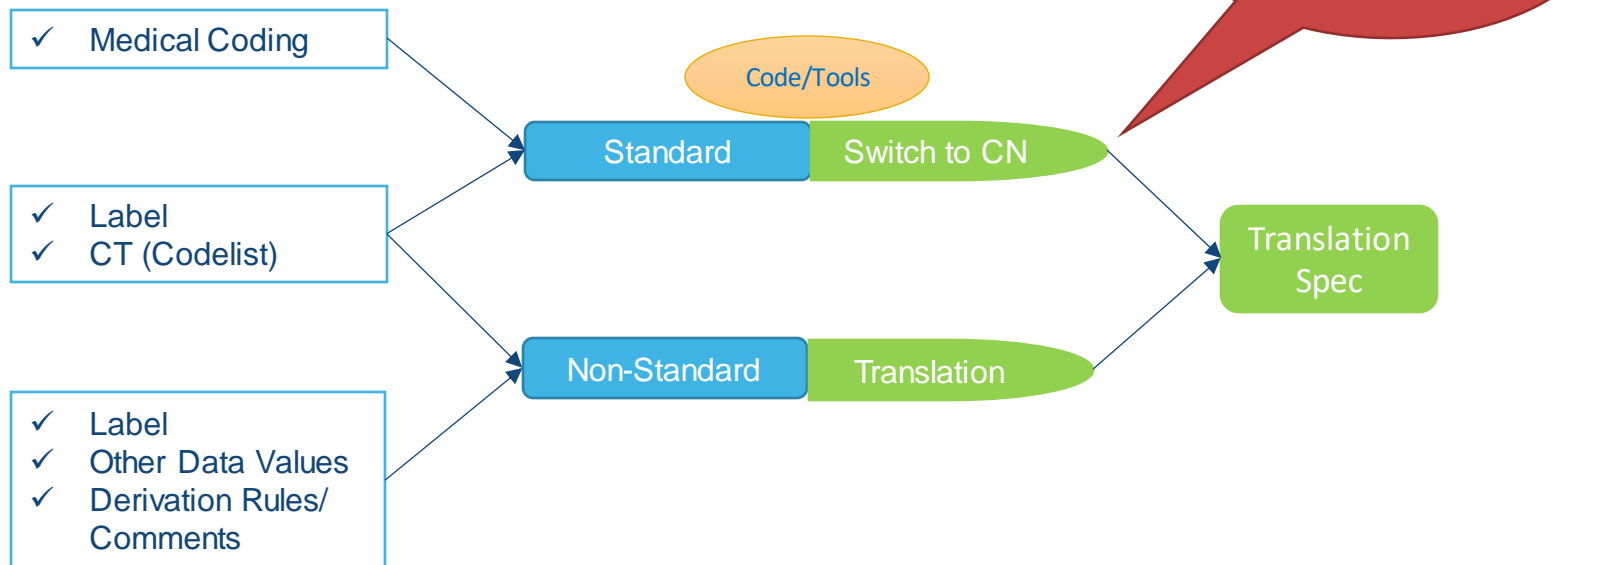 ✓ Medical Coding
Code/Tools
Standard
Switch to CN
✓ Label
✓ CT (Codelist)
Translation
Spec
Non-Standard
Translation
✓ Label
✓ Other Data Values
✓ Derivation Rules/
Comments